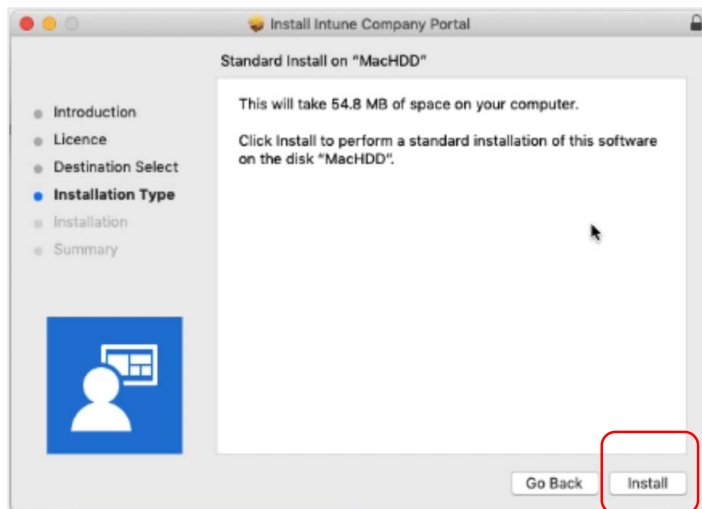 Install Intune Company Portal
Standard Install on "MacHDD"
Introduction
Licence
Destination Select
Installation Type
Installation
Summary
This will take 54.8 MB of space on your computer.
Click Install to perform a standard installation of this software
on the disk "MacHDD".
Go Back
Install